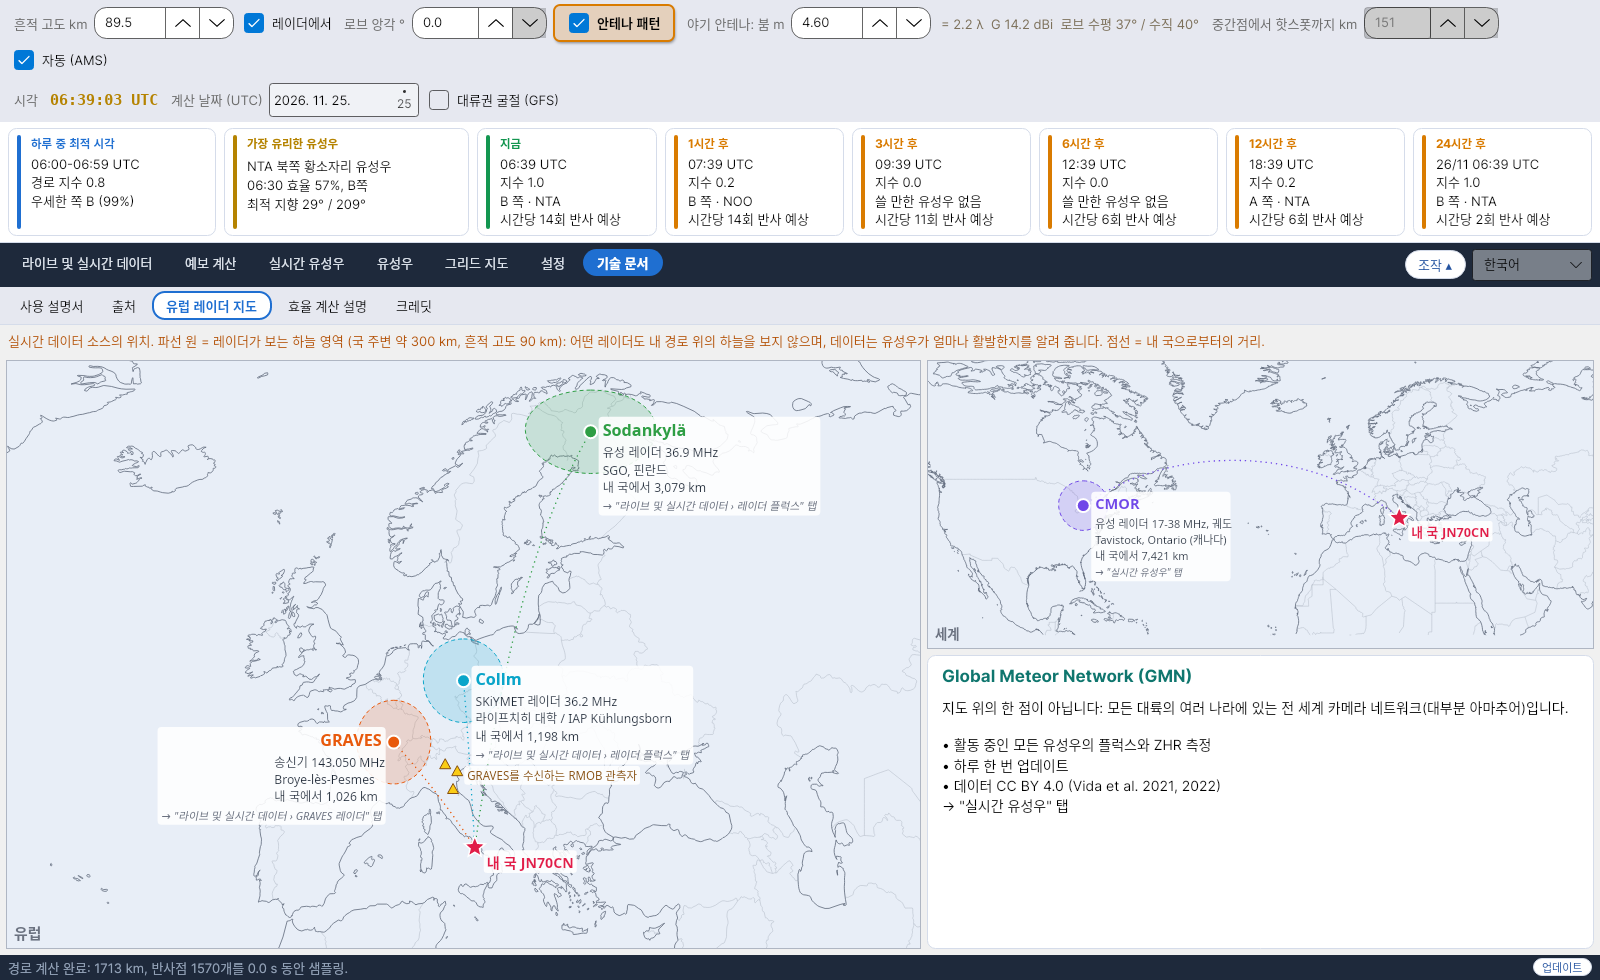 흔적 고도 km 89.5 레이더에서 로브 앙각 ° 0.0 안테나 패턴 야기 안테나: 붐 m 4.60 = 2.2 λ G 14.2 dBi 로브 수평 37° / 수직 40° 중간점에서 핫스폿까지 km 151
자동 (AMS)
시각 06:39:03 UTC 계산 날짜 (UTC) 2026. 11. 25. 25 대류권 굴절 (GFS)
하루 중 최적 시각
06:00-06:59 UTC
경로 지수 0.8
우세한 쪽 B (99%)
가장 유리한 유성우
NTA 북쪽 황소자리 유성우
06:30 효율 57%, B쪽
최적 지향 29° / 209°
지금
06:39 UTC
지수 1.0
B 쪽 · NTA
시간당 14회 반사 예상
1시간 후
07:39 UTC
지수 0.2
B 쪽 · NOO
시간당 14회 반사 예상
3시간 후
09:39 UTC
지수 0.0
쓸 만한 유성우 없음
시간당 11회 반사 예상
6시간 후
12:39 UTC
지수 0.0
쓸 만한 유성우 없음
시간당 6회 반사 예상
12시간 후
18:39 UTC
지수 0.2
A 쪽 · NTA
시간당 6회 반사 예상
24시간 후
26/11 06:39 UTC
지수 1.0
B 쪽 · NTA
시간당 2회 반사 예상
라이브 및 실시간 데이터 예보 계산 실시간 유성우 유성우 그리드 지도 설정 기술 문서 조작 ▴ 한국어
사용 설명서 출처 유럽 레이더 지도 효율 계산 설명 크레딧
실시간 데이터 소스의 위치. 파선 원 = 레이더가 보는 하늘 영역 (국 주변 약 300 km, 흔적 고도 90 km): 어떤 레이더도 내 경로 위의 하늘을 보지 않으며, 데이터는 유성우가 얼마나 활발한지를 알려 줍니다. 점선 = 내 국으로부터의 거리.
Sodankylä
유성 레이더 36.9 MHz
SGO, 핀란드
내 국에서 3,079 km
→ "라이브 및 실시간 데이터 › 레이더 플럭스" 탭
Collm
SKiYMET 레이더 36.2 MHz
라이프치히 대학 / IAP Kühlungsborn
내 국에서 1,198 km
→ "라이브 및 실시간 데이터 › 레이더 플럭스" 탭
GRAVES
송신기 143.050 MHz
Broye-lès-Pesmes
내 국에서 1,026 km
→ "라이브 및 실시간 데이터 › GRAVES 레이더" 탭
GRAVES를 수신하는 RMOB 관측자
내 국 JN70CN
유럽
CMOR
유성 레이더 17-38 MHz, 궤도
Tavistock, Ontario (캐나다)
내 국에서 7,421 km
→ "실시간 유성우" 탭
내 국 JN70CN
세계
Global Meteor Network (GMN)
지도 위의 한 점이 아닙니다: 모든 대륙의 여러 나라에 있는 전 세계 카메라 네트워크(대부분 아마추어)입니다.
• 활동 중인 모든 유성우의 플럭스와 ZHR 측정
• 하루 한 번 업데이트
• 데이터 CC BY 4.0 (Vida et al. 2021, 2022)
→ "실시간 유성우" 탭
경로 계산 완료: 1713 km, 반사점 1570개를 0.0 s 동안 샘플링. 업데이트